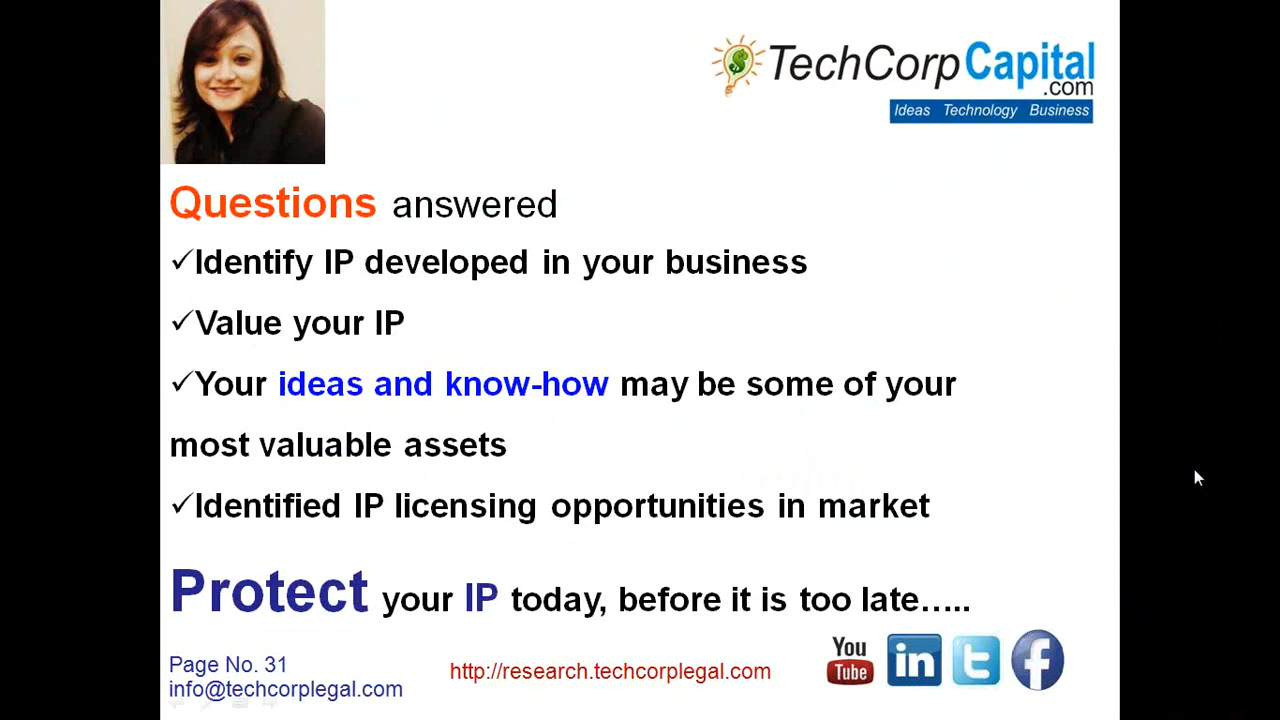 TechCorpCapital
.com
Ideas Technology Business
Questions answered
✓Identify IP developed in your business
✓Value your IP
✓Your ideas and know-how may be some of your
most valuable assets
✓Identified IP licensing opportunities in market
Protect your IP today, before it is too late…..
You
Tube
in
Page No. 31
http://research.techcorplegal.com
info@techcorplegal.com